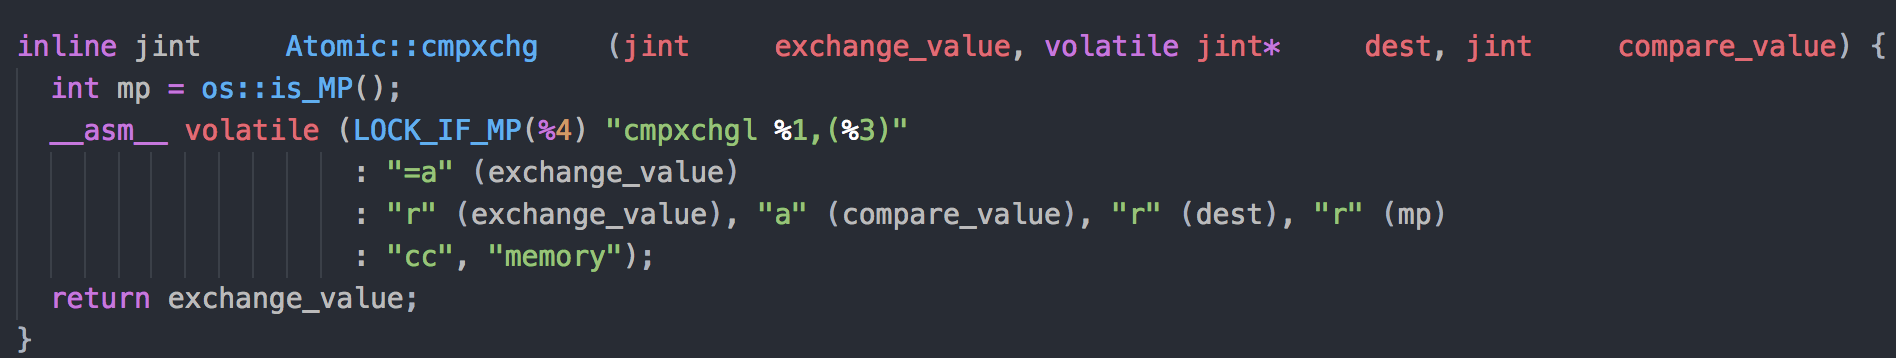 inline jint     Atomic::cmpxchg    (jint     exchange_value, volatile jint*     dest, jint     compare_value) {
  int mp = os::is_MP();
  __asm__ volatile (LOCK_IF_MP(%4) "cmpxchgl %1,(%3)"
                    : "=a" (exchange_value)
                    : "r" (exchange_value), "a" (compare_value), "r" (dest), "r" (mp)
                    : "cc", "memory");
  return exchange_value;
}